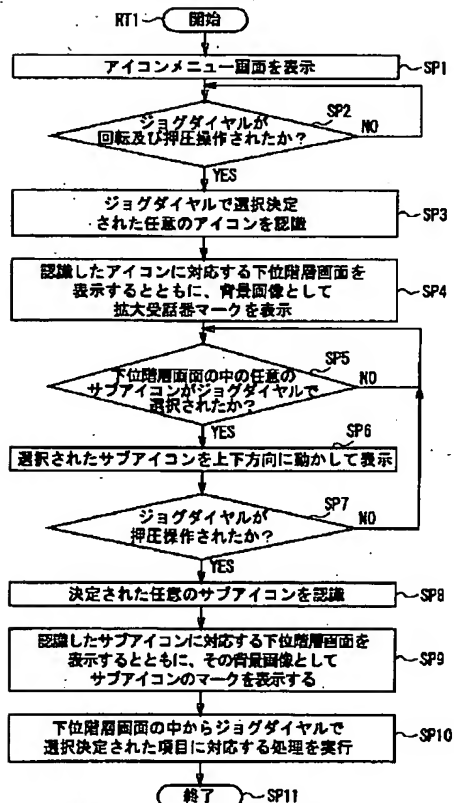 RT1 開始
アイコンメニュー画面を表示 SP1
SP2
ジョグダイヤルが
回転及び押圧操作されたか？ NO
YES
ジョグダイヤルで選択決定
された任意のアイコンを認識 SP3
認識したアイコンに対応する下位階層画面を
表示するとともに、背景画像として
拡大受話器マークを表示 SP4
SP5
下位階層画面の中の任意の
サブアイコンがジョグダイヤルで
選択されたか？ NO
YES
SP6
選択されたサブアイコンを上下方向に動かして表示
SP7
ジョグダイヤルが
押圧操作されたか？ NO
YES
決定された任意のサブアイコンを認識 SP8
認識したサブアイコンに対応する下位階層画面を
表示するとともに、その背景画像として
サブアイコンのマークを表示する SP9
下位階層画面の中からジョグダイヤルで
選択決定された項目に対応する処理を実行 SP10
終了 SP11